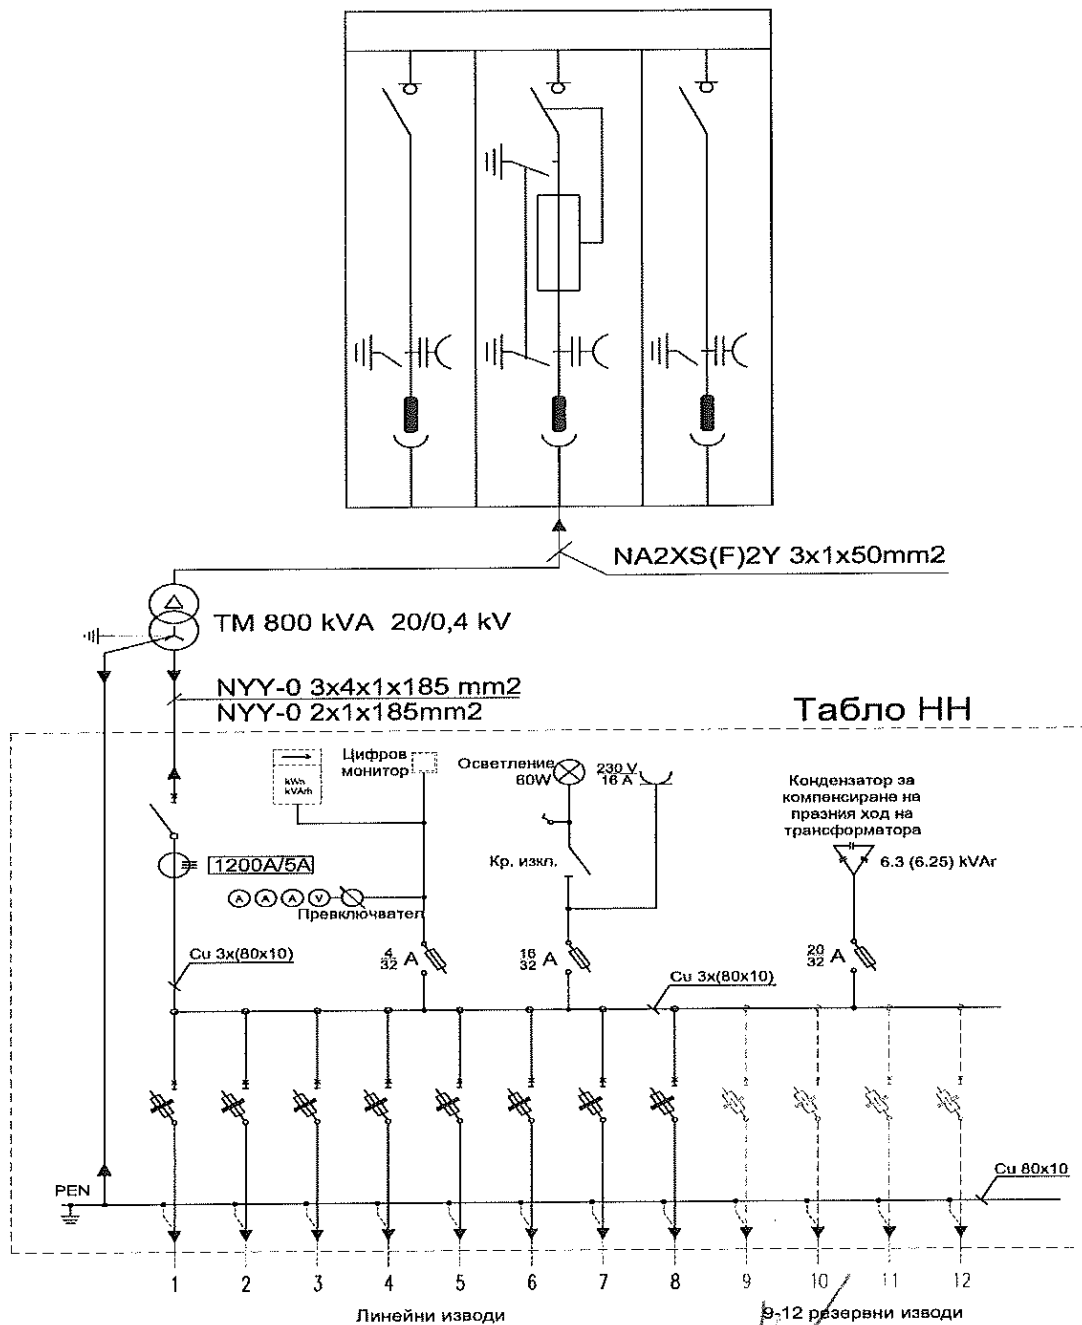 NA2XS(F)2Y 3x1x50mm2
ТМ 800 kVA 20/0,4 kV
NYY-0 3x4x1x185 mm2
NYY-0 2x1x185mm2
Табло НН
kWh
kVArh
Цифров
монитор
Осветление
60W
230 V
16 A
Кондензатор за
компенсиране на
празния ход на
трансформатора
6.3 (6.25) kVAr
Кр. изкл.
1200A/5A
A A A V
Превключвател
Cu 3x(80x10)
4
32 A
16
32 A
20
32 A
Cu 3x(80x10)
PEN
Cu 80x10
1 2 3 4 5 6 7 8 9 10 11 12
Линейни изводи
9-12 резервни изводи